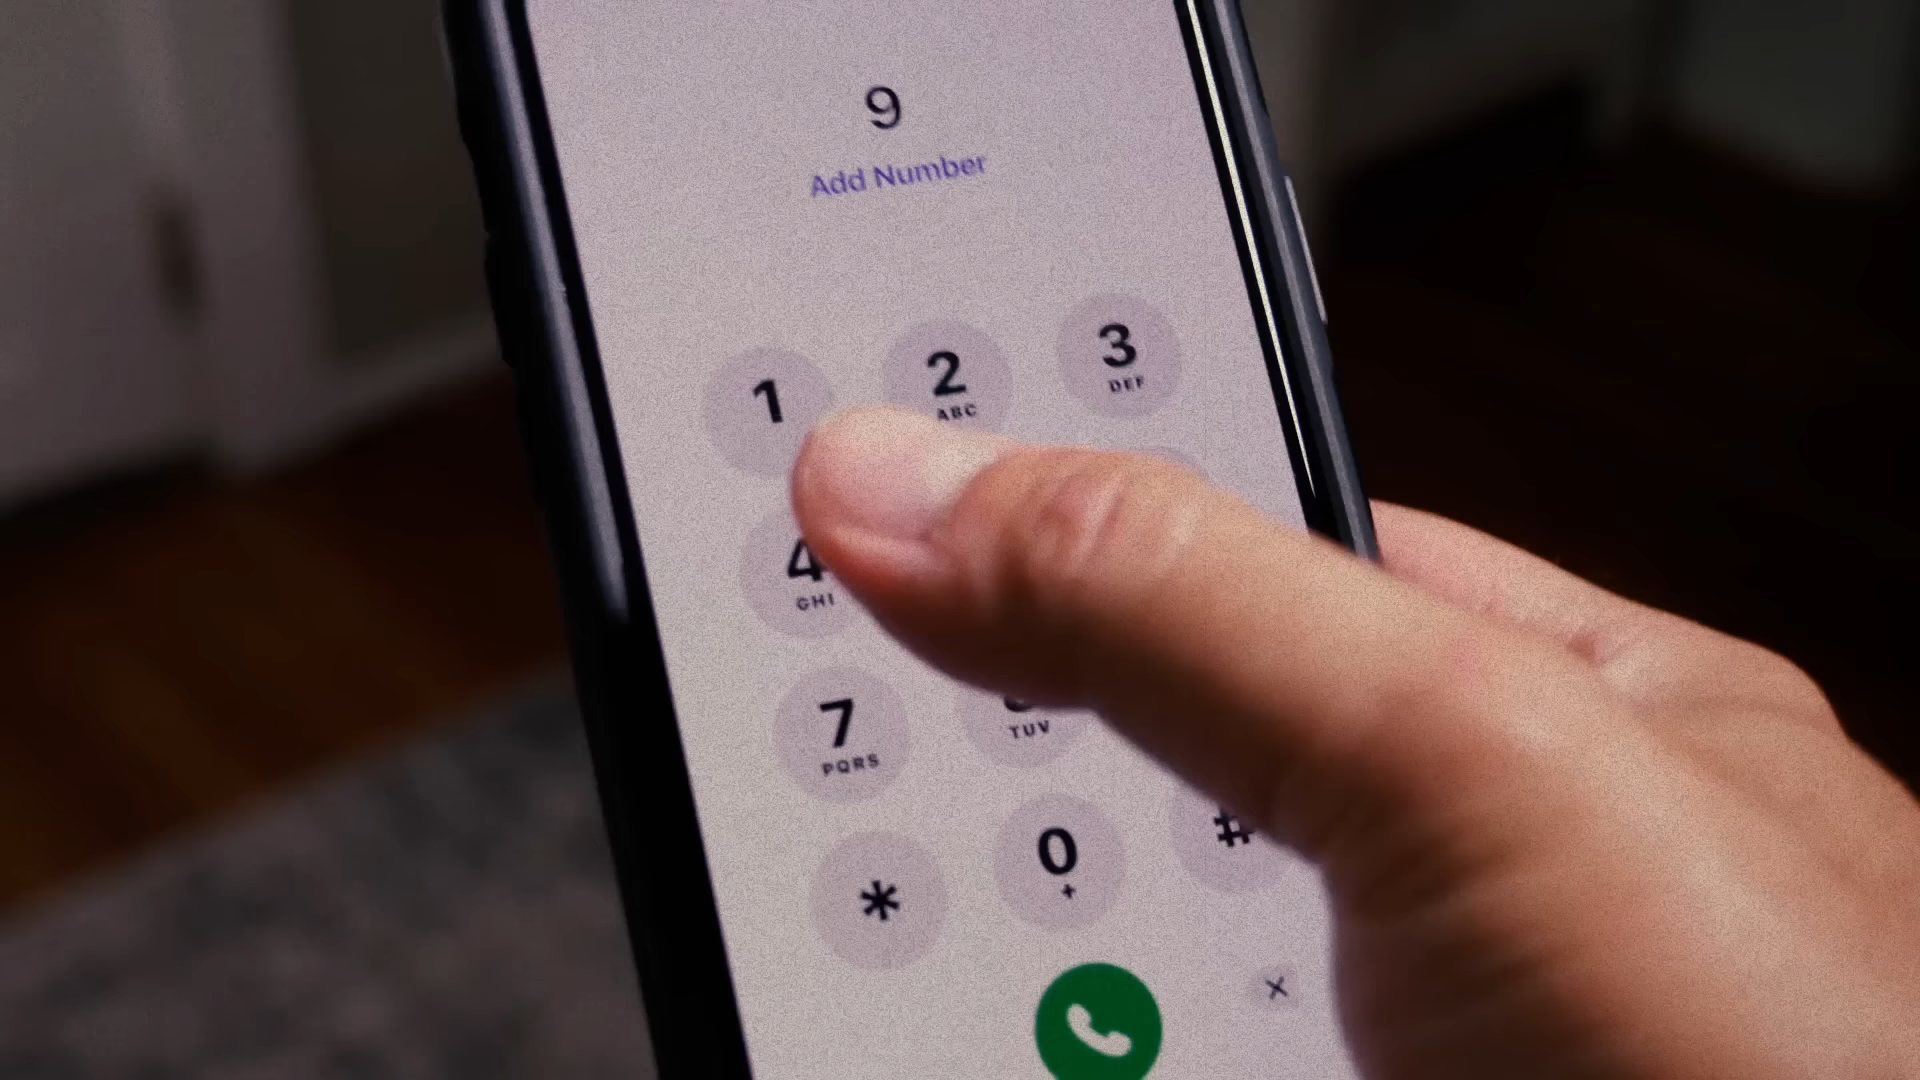 9
Add Number
1 2 3
ABC DEF
4
GHI
7
PQRS TUV
* 0 #
+